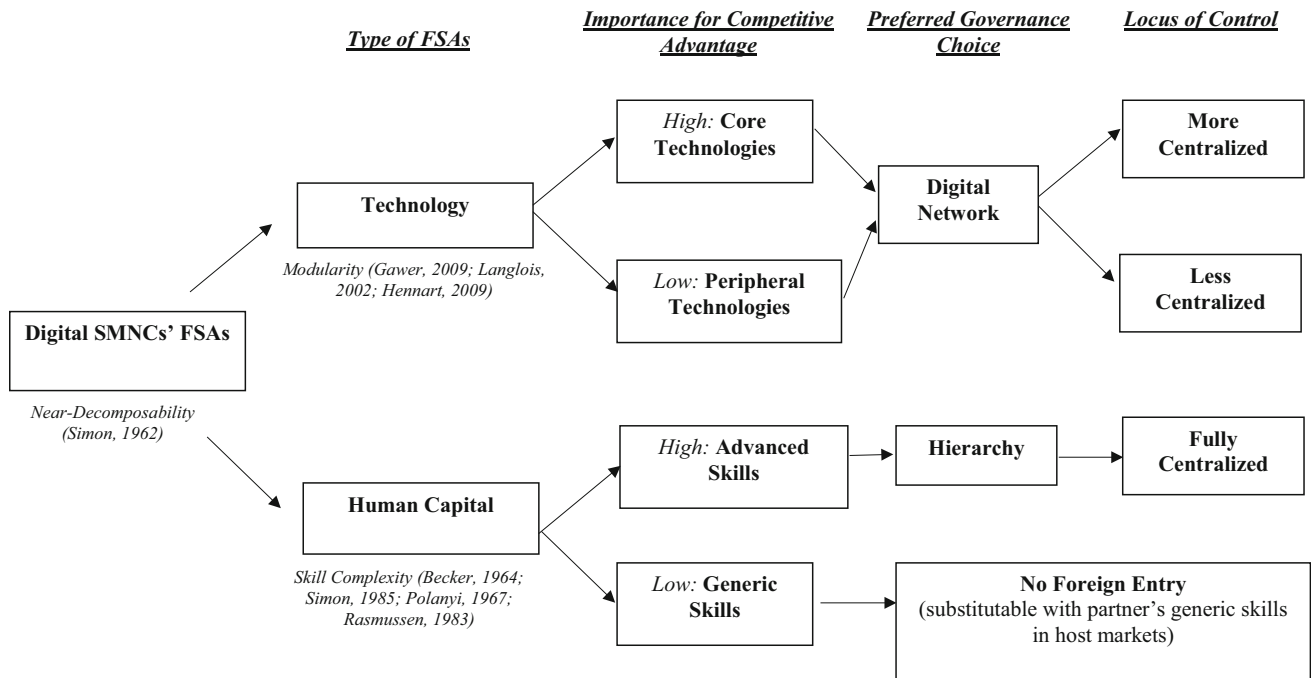 Type of FSAs
Importance for Competitive
Advantage
Preferred Governance
Choice
Locus of Control
High: Core
Technologies
More
Centralized
Technology
Digital
Network
Modularity (Gawer, 2009; Langlois,
2002; Hennart, 2009)
Low: Peripheral
Technologies
Less
Centralized
Digital SMNCs' FSAs
Near-Decomposability
(Simon, 1962)
High: Advanced
Skills
Hierarchy
Fully
Centralized
Human Capital
Skill Complexity (Becker, 1964;
Simon, 1985; Polanyi, 1967;
Rasmussen, 1983)
Low: Generic
Skills
No Foreign Entry
(substitutable with partner's generic skills
in host markets)